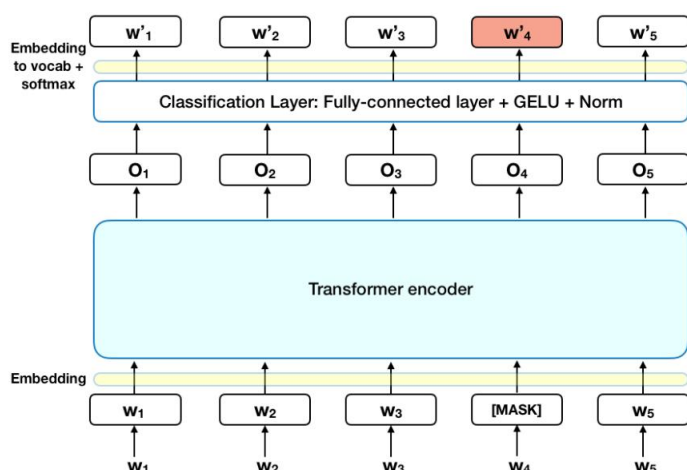 w'1 w'2 w'3 w'4 w'5
Embedding
to vocab +
softmax
Classification Layer: Fully-connected layer + GELU + Norm
O1 O2 O3 O4 O5
Transformer encoder
Embedding
w1 w2 w3 [MASK] w5
w1 w2 w3 w4 w5